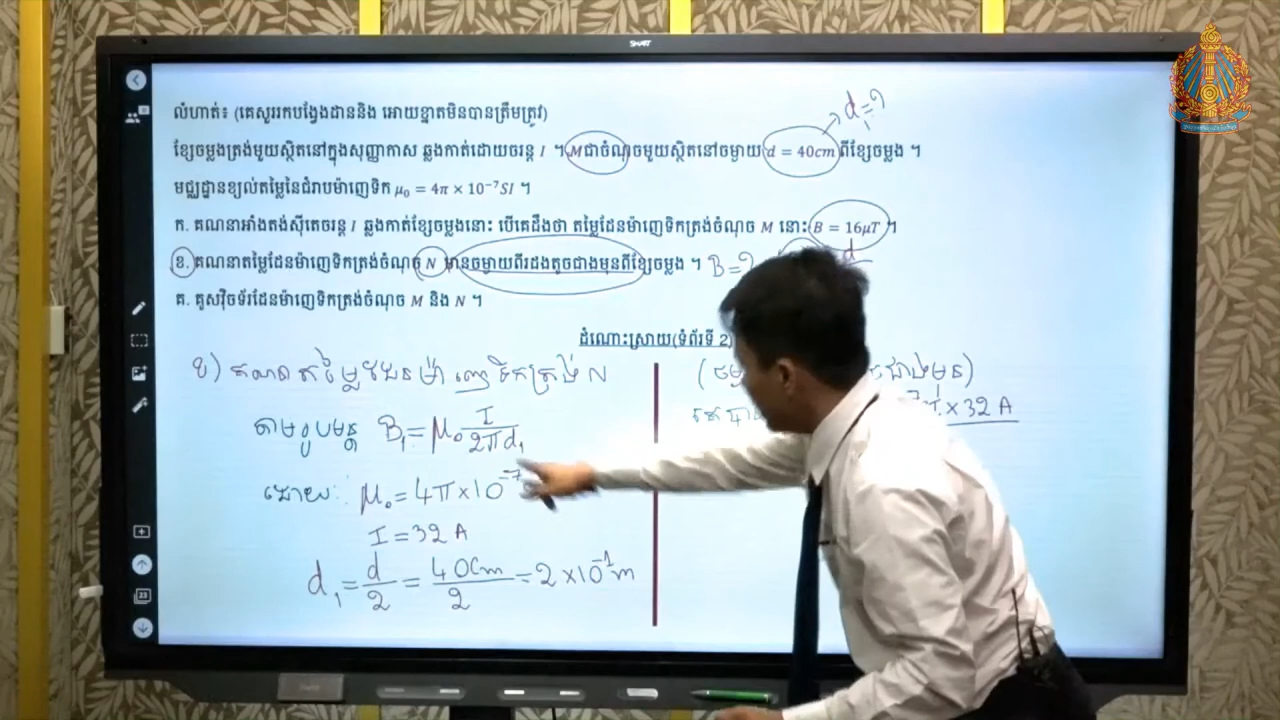 SMART
លំហាត់៖ (គេសួររកបង្វែងដាននិង អោយខ្នាតមិនបានត្រឹមត្រូវ)
ខ្សែចម្លងត្រង់មួយស្ថិតនៅក្នុងសុញ្ញាកាស ឆ្លងកាត់ដោយចរន្ត I ។ Mជាចំណុចមួយស្ថិតនៅចម្ងាយ d = 40cm ពីខ្សែចម្លង ។
d₁=?
មជ្ឈដ្ឋានខ្យល់តម្លៃនៃជំរាបម៉ាញេទិក μ₀ = 4π × 10⁻⁷SI ។
ក. គណនាអាំងតង់ស៊ីតេចរន្ត I ឆ្លងកាត់ខ្សែចម្លងនោះ បើគេដឹងថា តម្លៃដែនម៉ាញេទិកត្រង់ចំណុច M នោះ B = 16μT ។
ខ. គណនាតម្លៃដែនម៉ាញេទិកត្រង់ចំណុច N មានចម្ងាយពីរដងតូចជាងមុនពីខ្សែចម្លង ។ B=? d
គ. គូសវ៉ិចទ័រដែនម៉ាញេទិកត្រង់ចំណុច M និង N ។
ដំណោះស្រាយ(ទំព័រទី 2)
ខ) គណនាតម្លៃដែនម៉ាញេទិកត្រង់ N
តាមរូបមន្ត B₁ = μ₀ I/2πd₁
ដោយ: μ₀ = 4π×10⁻⁷
I = 32 A
d₁ = d/2 = 40cm/2 = 2×10⁻¹m
ជាងមុន)
× 32 A
23